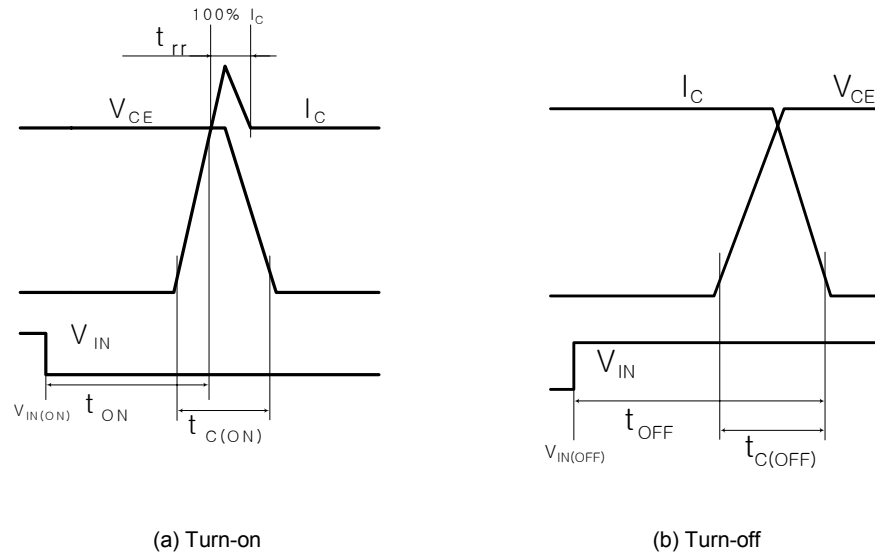 100% I_C
t_rr
V_CE
I_C
V_IN
V_IN(ON)
t_ON
t_C(ON)
(a) Turn-on
I_C
V_CE
V_IN
V_IN(OFF)
t_OFF
t_C(OFF)
(b) Turn-off